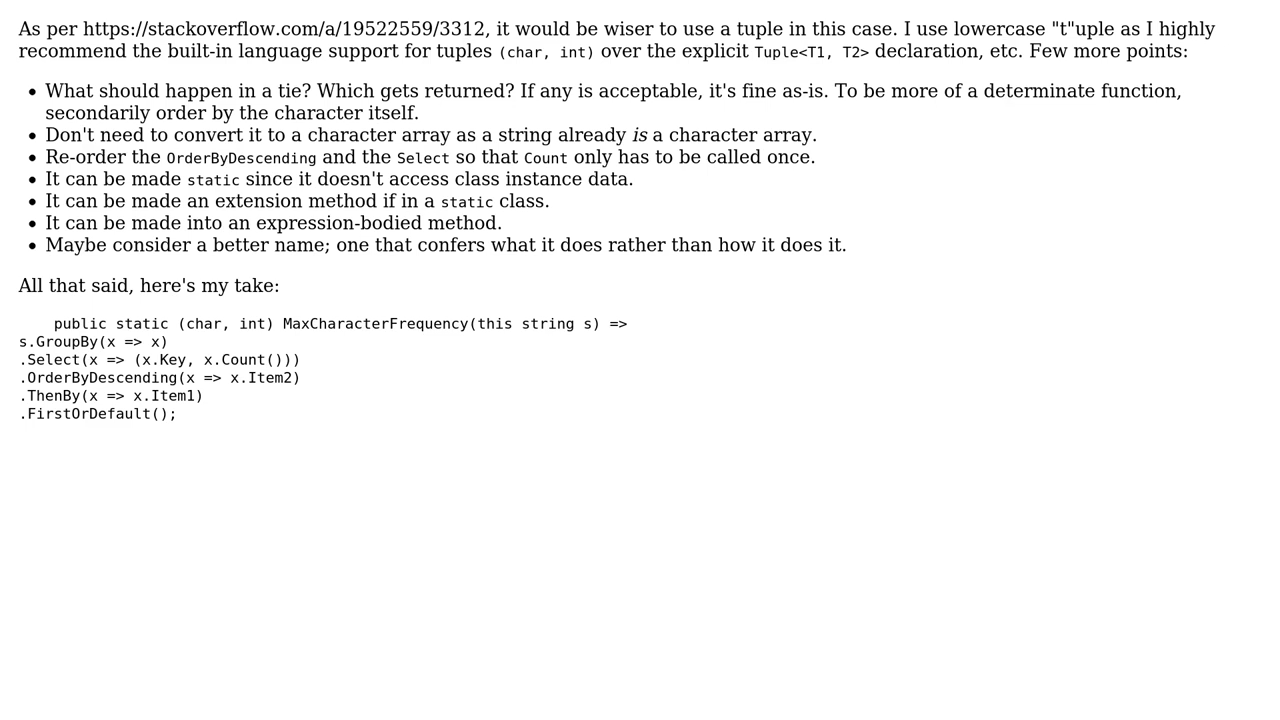 As per https://stackoverflow.com/a/19522559/3312, it would be wiser to use a tuple in this case. I use lowercase "t"uple as I highly
recommend the built-in language support for tuples (char, int) over the explicit Tuple<T1, T2> declaration, etc. Few more points:
• What should happen in a tie? Which gets returned? If any is acceptable, it's fine as-is. To be more of a determinate function,
secondarily order by the character itself.
• Don't need to convert it to a character array as a string already is a character array.
• Re-order the OrderByDescending and the Select so that Count only has to be called once.
• It can be made static since it doesn't access class instance data.
• It can be made an extension method if in a static class.
• It can be made into an expression-bodied method.
• Maybe consider a better name; one that confers what it does rather than how it does it.
All that said, here's my take:
    public static (char, int) MaxCharacterFrequency(this string s) =>
s.GroupBy(x => x)
.Select(x => (x.Key, x.Count()))
.OrderByDescending(x => x.Item2)
.ThenBy(x => x.Item1)
.FirstOrDefault();